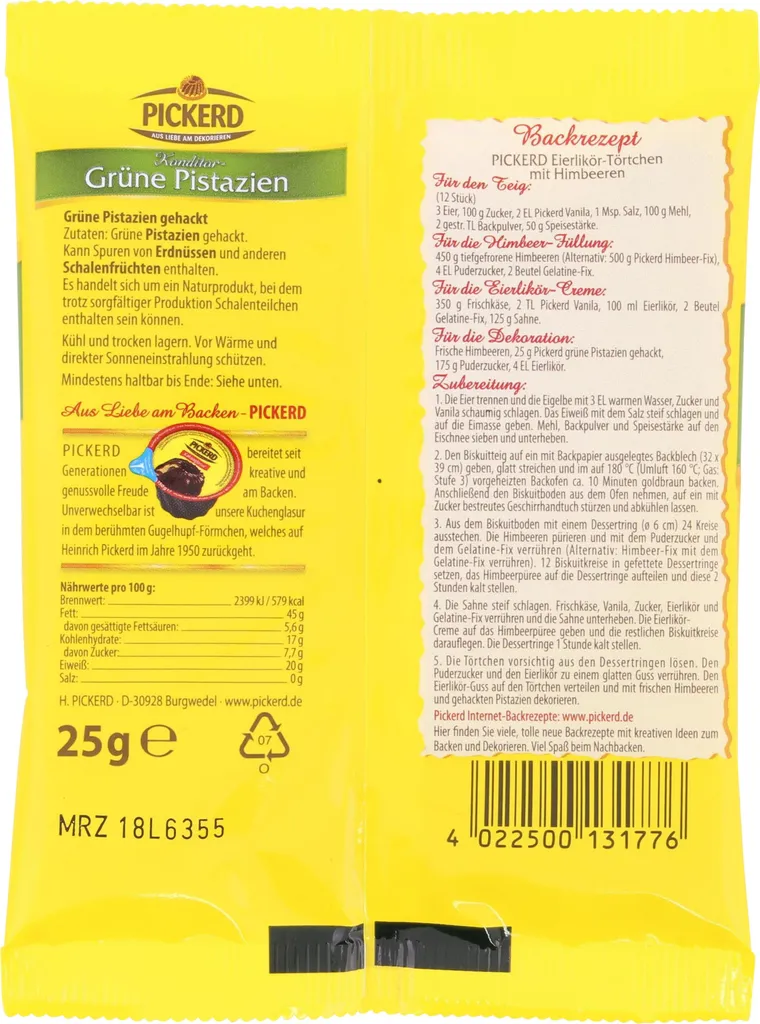 PICKERD
AUS LIEBE AM DEKORIEREN
Konditor-
Grüne Pistazien
Grüne Pistazien gehackt
Zutaten: Grüne Pistazien gehackt.
Kann Spuren von Erdnüssen und anderen
Schalenfrüchten enthalten.
Es handelt sich um ein Naturprodukt, bei dem
trotz sorgfältiger Produktion Schalenteilchen
enthalten sein können.
Kühl und trocken lagern. Vor Wärme und
direkter Sonneneinstrahlung schützen.
Mindestens haltbar bis Ende: Siehe unten.
Aus Liebe am Backen - PICKERD
PICKERD bereitet seit
Generationen kreative und
genussvolle Freude am Backen.
Unverwechselbar ist unsere Kuchenglasur
in dem berühmten Gugelhupf-Förmchen, welches auf
Heinrich Pickerd im Jahre 1950 zurückgeht.
PICKERD
Nährwerte pro 100 g:
Brennwert: 2399 kJ / 579 kcal
Fett: 45 g
davon gesättigte Fettsäuren: 5,6 g
Kohlenhydrate: 17 g
davon Zucker: 7,7 g
Eiweiß: 20 g
Salz: 0 g
H. PICKERD · D-30928 Burgwedel · www.pickerd.de
25g e
07
O
MRZ 18L6355
Backrezept
PICKERD Eierlikör-Törtchen
mit Himbeeren
Für den Teig:
(12 Stück)
3 Eier, 100 g Zucker, 2 EL Pickerd Vanila, 1 Msp. Salz, 100 g Mehl,
2 gestr. TL Backpulver, 50 g Speisestärke.
Für die Himbeer-Füllung:
450 g tiefgefrorene Himbeeren (Alternativ: 500 g Pickerd Himbeer-Fix),
4 EL Puderzucker, 2 Beutel Gelatine-Fix.
Für die Eierlikör-Creme:
350 g Frischkäse, 2 TL Pickerd Vanila, 100 ml Eierlikör, 2 Beutel
Gelatine-Fix, 125 g Sahne.
Für die Dekoration:
Frische Himbeeren, 25 g Pickerd grüne Pistazien gehackt,
175 g Puderzucker, 4 EL Eierlikör.
Zubereitung:
1. Die Eier trennen und die Eigelbe mit 3 EL warmen Wasser, Zucker und
Vanila schaumig schlagen. Das Eiweiß mit dem Salz steif schlagen und
auf die Eimasse geben. Mehl, Backpulver und Speisestärke auf den
Eischnee sieben und unterheben.
2. Den Biskuitteig auf ein mit Backpapier ausgelegtes Backblech (32 x
39 cm) geben, glatt streichen und im auf 180 °C (Umluft 160 °C; Gas:
Stufe 3) vorgeheizten Backofen ca. 10 Minuten goldbraun backen.
Anschließend den Biskuitboden aus dem Ofen nehmen, auf ein mit
Zucker bestreutes Geschirrhandtuch stürzen und abkühlen lassen.
3. Aus dem Biskuitboden mit einem Dessertring (ø 6 cm) 24 Kreise
ausstechen. Die Himbeeren pürieren und mit dem Puderzucker und
dem Gelatine-Fix verrühren (Alternativ: Himbeer-Fix mit dem
Gelatine-Fix verrühren). 12 Biskuitkreise in gefettete Dessertringe
setzen, das Himbeerpüree auf die Dessertringe aufteilen und diese 2
Stunden kalt stellen.
4. Die Sahne steif schlagen. Frischkäse, Vanila, Zucker, Eierlikör und
Gelatine-Fix verrühren und die Sahne unterheben. Die Eierlikör-
Creme auf das Himbeerpüree geben und die restlichen Biskuitkreise
daraufliegen. Die Dessertringe 1 Stunde kalt stellen.
5. Die Törtchen vorsichtig aus den Dessertringen lösen. Den
Puderzucker und den Eierlikör zu einem glatten Guss verrühren. Den
Eierlikör-Guss auf den Törtchen verteilen und mit frischen Himbeeren
und gehackten Pistazien dekorieren.
Pickerd Internet-Backrezepte: www.pickerd.de
Hier finden Sie viele, tolle neue Backrezepte mit kreativen Ideen zum
Backen und Dekorieren. Viel Spaß beim Nachbacken.
4 022500 131776